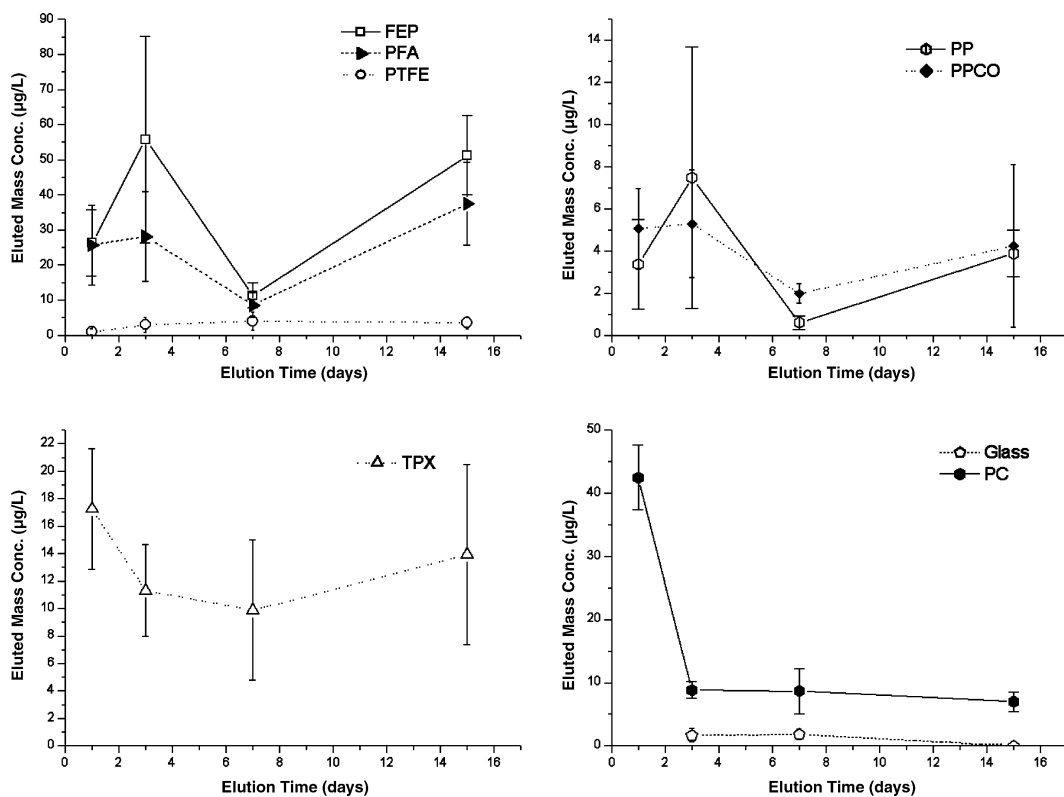 90
80
70
60
50
40
30
20
10
0
Eluted Mass Conc. (µg/L)
FEP
PFA
PTFE
0 2 4 6 8 10 12 14 16
Elution Time (days)
14
12
10
8
6
4
2
0
Eluted Mass Conc. (µg/L)
PP
PPCO
0 2 4 6 8 10 12 14 16
Elution Time (days)
22
20
18
16
14
12
10
8
6
4
2
0
Eluted Mass Conc. (µg/L)
TPX
0 2 4 6 8 10 12 14 16
Elution Time (days)
50
40
30
20
10
0
Eluted Mass Conc. (µg/L)
Glass
PC
0 2 4 6 8 10 12 14 16
Elution Time (days)